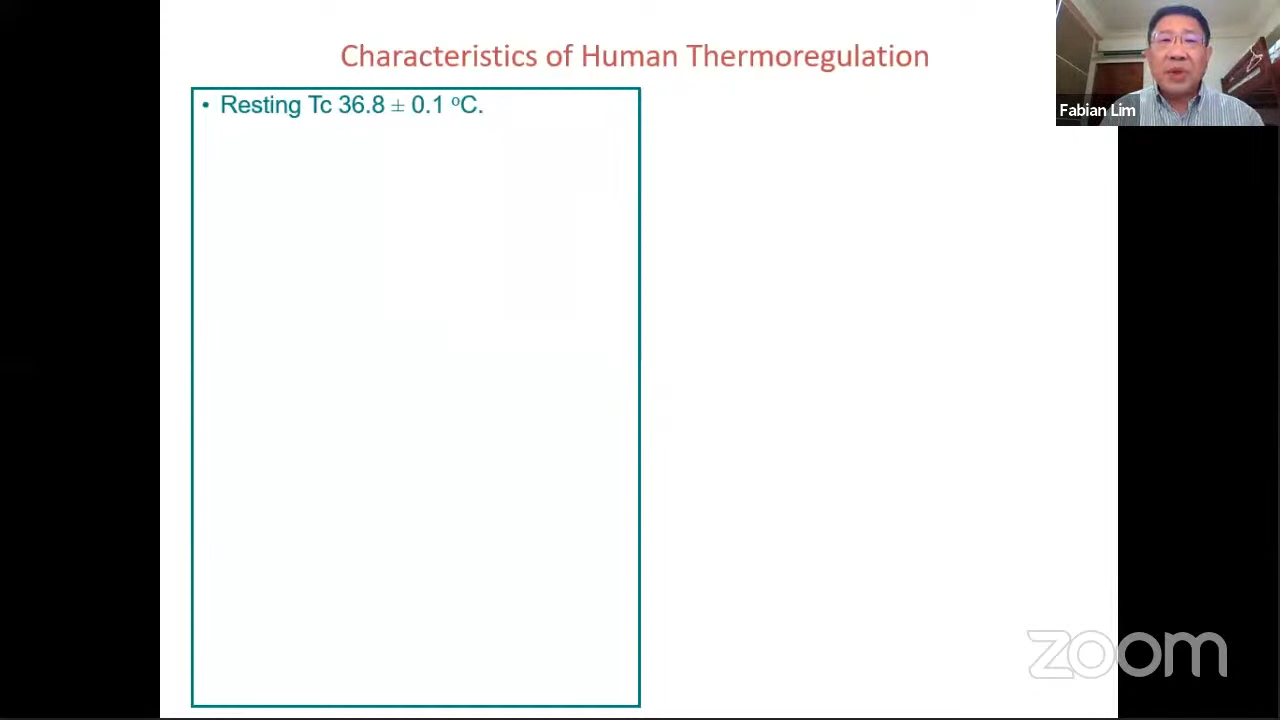 Characteristics of Human Thermoregulation
• Resting Tc 36.8 ± 0.1 ºC.
Fabian Lim
zoom